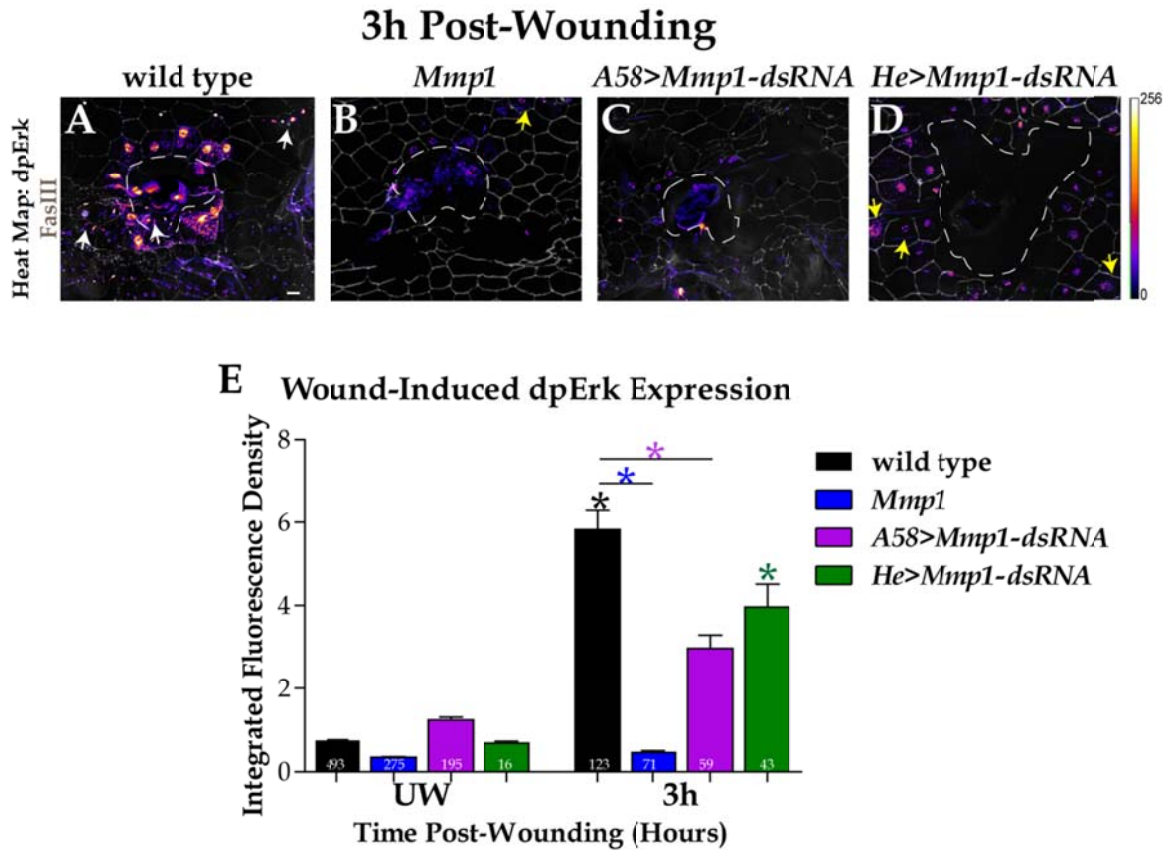 3h Post-Wounding
wild type Mmp1 A58>Mmp1-dsRNA He>Mmp1-dsRNA
Heat Map: dpErk
FasIII
A B C D
256
0
E Wound-Induced dpErk Expression
Integrated Fluorescence Density
8
6
4
2
0
* * * *
493 275 195 16 123 71 59 43
UW 3h
Time Post-Wounding (Hours)
wild type
Mmp1
A58>Mmp1-dsRNA
He>Mmp1-dsRNA